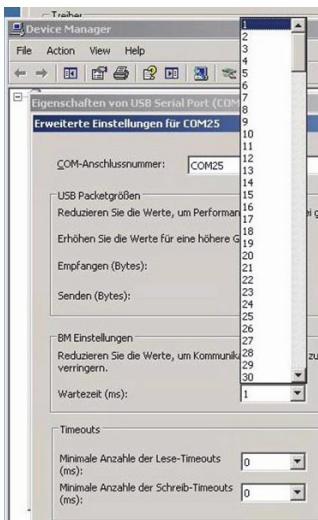 Treiber
Device Manager
File Action View Help
Eigenschaften von USB Serial Port (COM
Erweiterte Einstellungen für COM25
COM-Anschlussnummer: COM25
USB Packetgrößen
Reduzieren Sie die Werte, um Performan
Erhöhen Sie die Werte für eine höhere G
Empfangen (Bytes):
Senden (Bytes):
BM Einstellungen
Reduzieren Sie die Werte, um Kommunik zu
verringern.
Wartezeit (ms): 1
Timeouts
Minimale Anzahle der Lese-Timeouts
(ms): 0
Minimale Anzahle der Schreib-Timeouts
(ms): 0
1
2
3
4
5
6
7
8
9
10
11
12
13
14
15
16
17
18
19
20
21
22
23
24
25
26
27
28
29
30